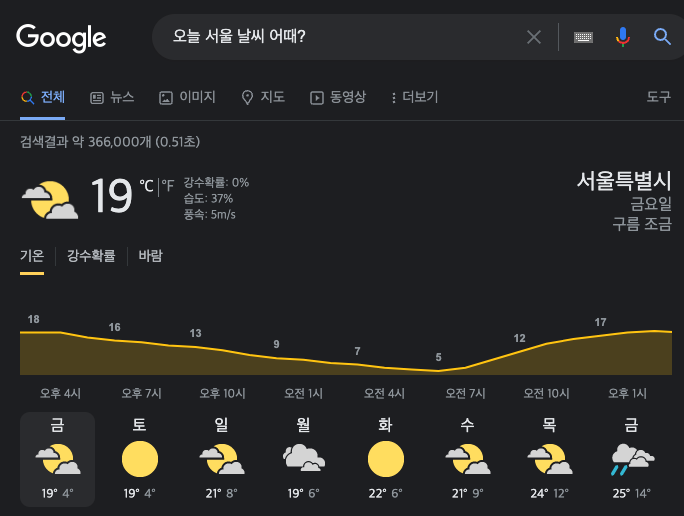 Google
오늘 서울 날씨 어때?
전체 뉴스 이미지 지도 동영상 더보기 도구
검색결과 약 366,000개 (0.51초)
19 °C | °F
강수확률: 0%
습도: 37%
풍속: 5m/s
서울특별시
금요일
구름 조금
기온 강수확률 바람
18 16 13 9 7 5 12 17
오후 4시 오후 7시 오후 10시 오전 1시 오전 4시 오전 7시 오전 10시 오후 1시
금 토 일 월 화 수 목 금
19° 4° 19° 4° 21° 8° 19° 6° 22° 6° 21° 9° 24° 12° 25° 14°